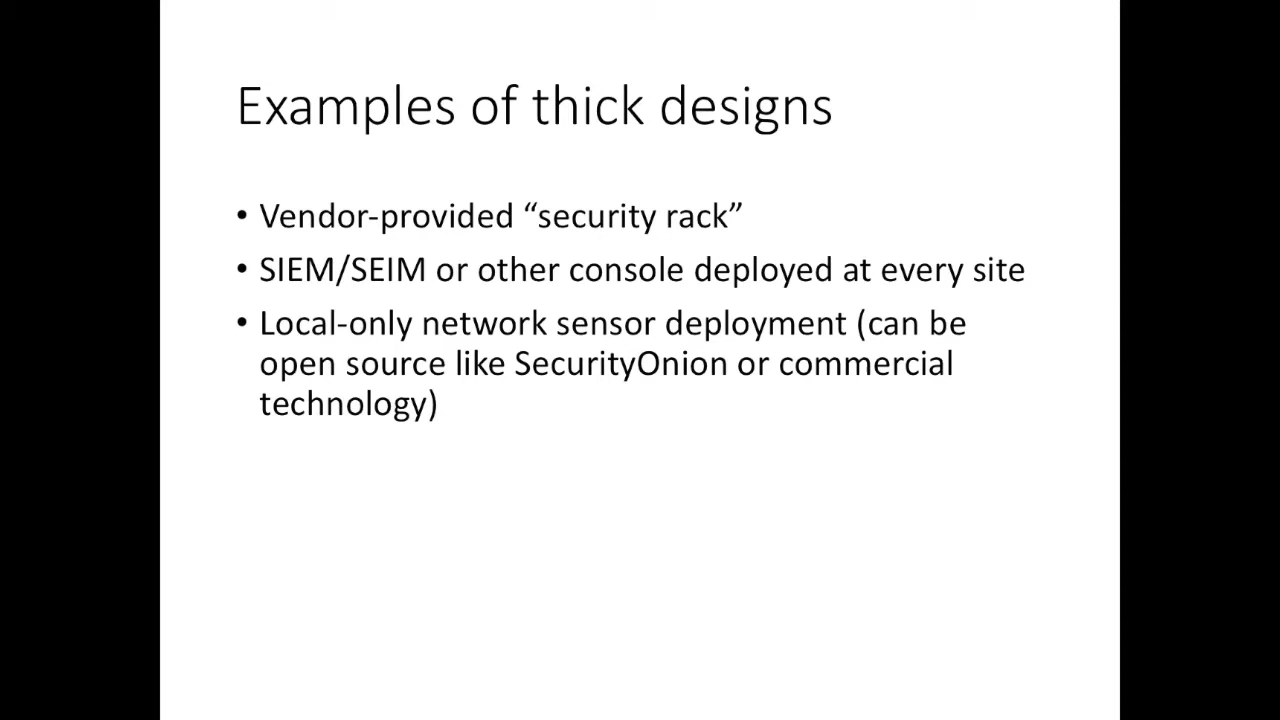 Examples of thick designs
• Vendor-provided “security rack”
• SIEM/SEIM or other console deployed at every site
• Local-only network sensor deployment (can be
open source like SecurityOnion or commercial
technology)